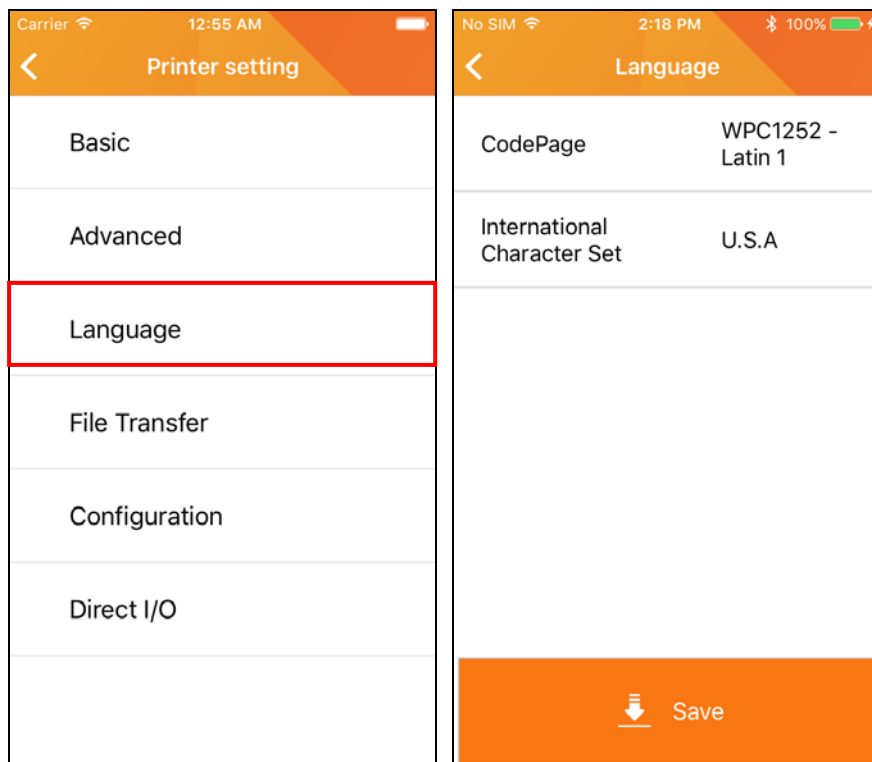 Carrier 12:55 AM
Printer setting
Basic
Advanced
Language
File Transfer
Configuration
Direct I/O
No SIM 2:18 PM 100%
Language
CodePage
WPC1252 -
Latin 1
International
Character Set
U.S.A
Save